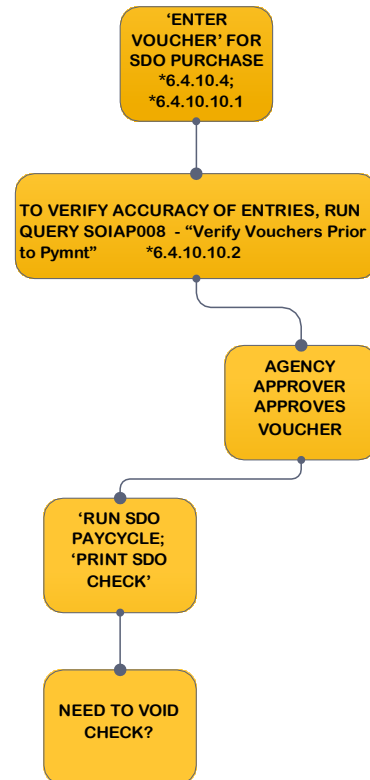 ‘ENTER
VOUCHER’ FOR
SDO PURCHASE
*6.4.10.4;
*6.4.10.10.1
TO VERIFY ACCURACY OF ENTRIES, RUN
QUERY SOIAP008 - “Verify Vouchers Prior
to Pymnt” *6.4.10.10.2
AGENCY
APPROVER
APPROVES
VOUCHER
‘RUN SDO
PAYCYCLE;
‘PRINT SDO
CHECK’
NEED TO VOID
CHECK?